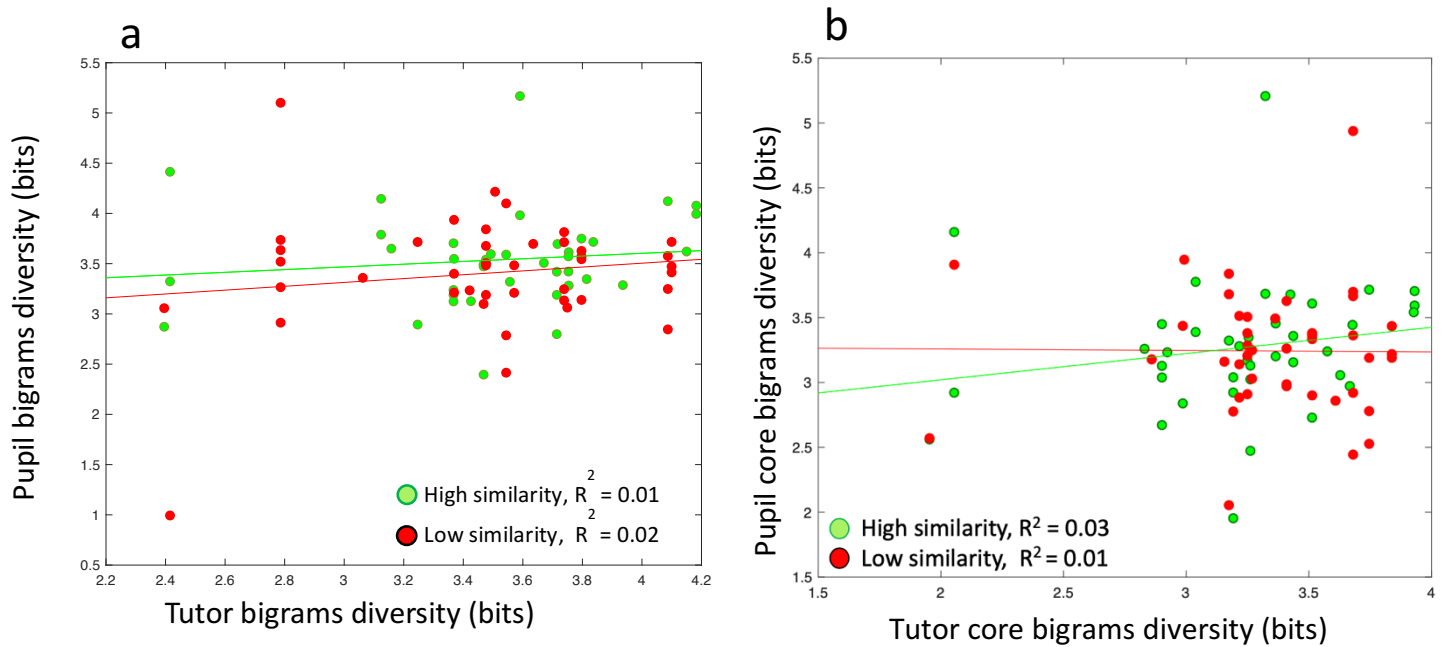 a
5.5
5
4.5
4
3.5
3
2.5
2
1.5
1
0.5
2.2 2.4 2.6 2.8 3 3.2 3.4 3.6 3.8 4 4.2
Pupil bigrams diversity (bits)
Tutor bigrams diversity (bits)
High similarity, R² = 0.01
Low similarity, R² = 0.02
b
5.5
5
4.5
4
3.5
3
2.5
2
1.5
1.5 2 2.5 3 3.5 4
Pupil core bigrams diversity (bits)
Tutor core bigrams diversity (bits)
High similarity, R² = 0.03
Low similarity, R² = 0.01